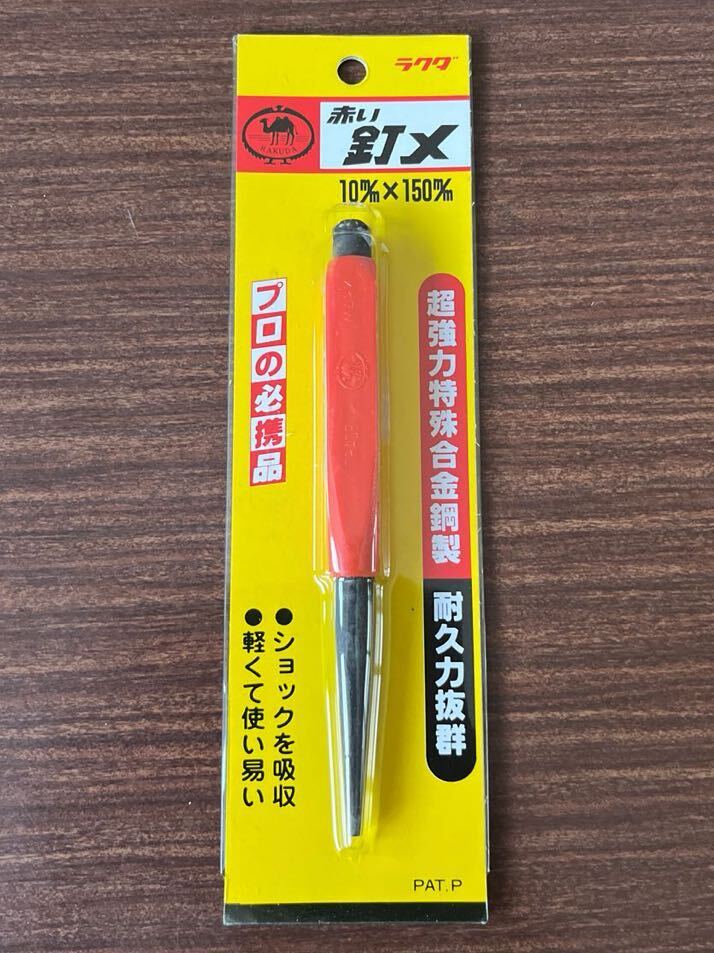 ラクダ
RAKUDA
赤い
釘〆
10m/m×150m/m
プロの必携品
超強力特殊合金鋼製 耐久力抜群
●ショックを吸収
●軽くて使い易い
PAT.P